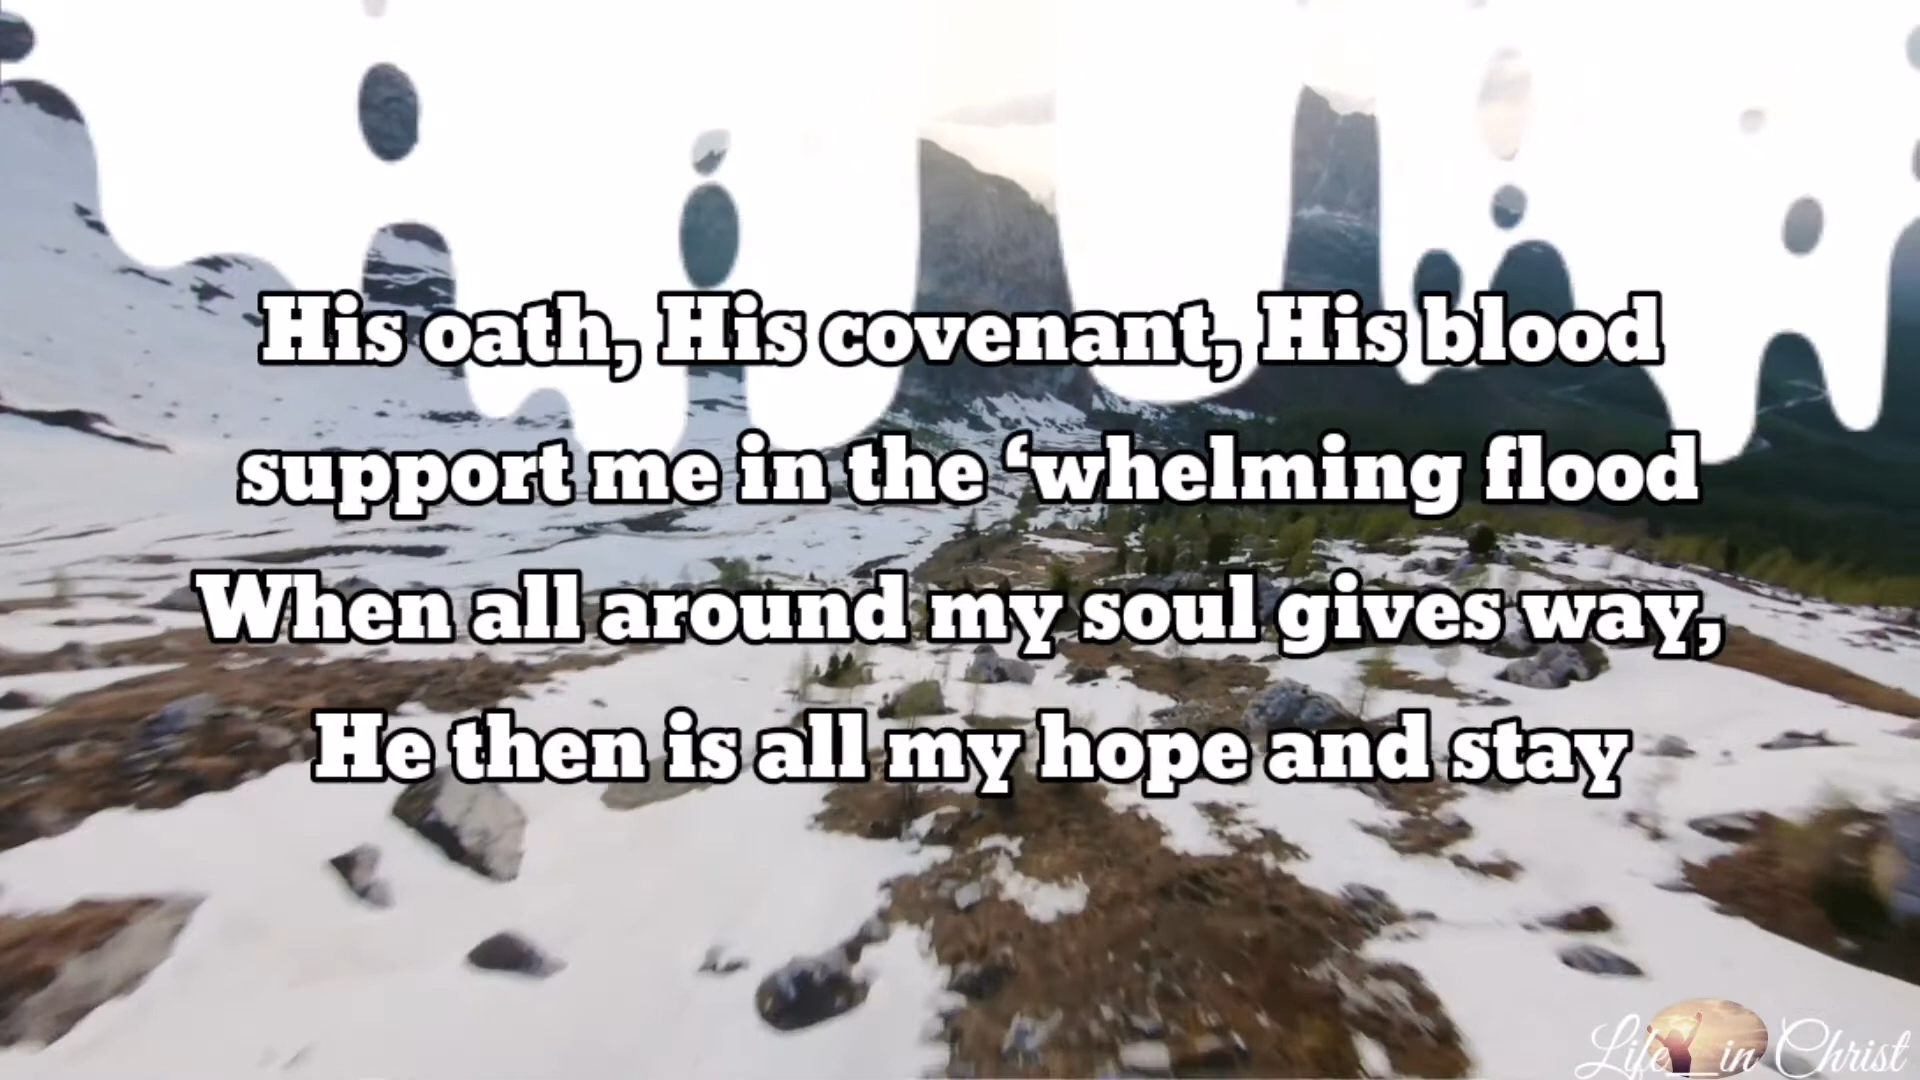 His oath, His covenant, His blood
support me in the ‘whelming flood
When all around my soul gives way,
He then is all my hope and stay
Life in Christ